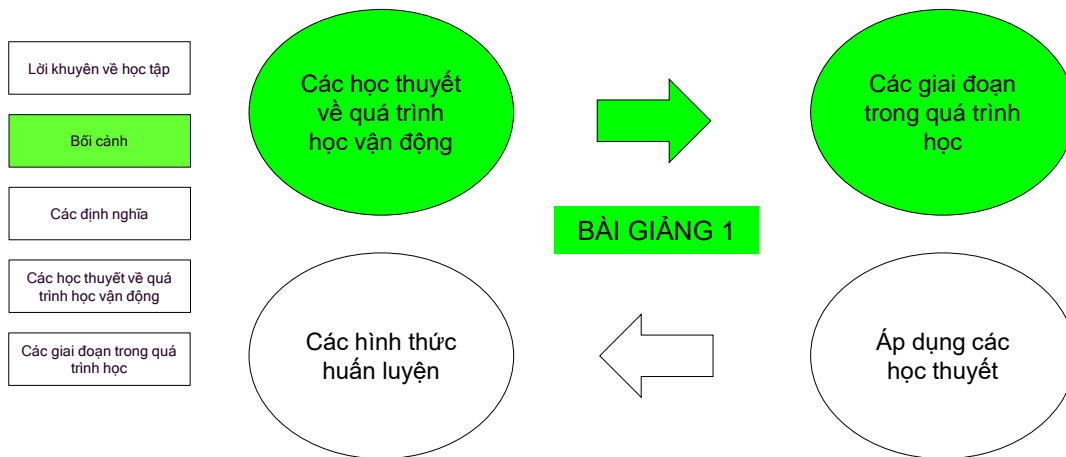 Lời khuyên về học tập
Bối cảnh
Các định nghĩa
Các học thuyết về quá
trình học vận động
Các giai đoạn trong quá
trình học
Các học thuyết
về quá trình
học vận động
Các giai đoạn
trong quá trình
học
BÀI GIẢNG 1
Các hình thức
huấn luyện
Áp dụng các
học thuyết